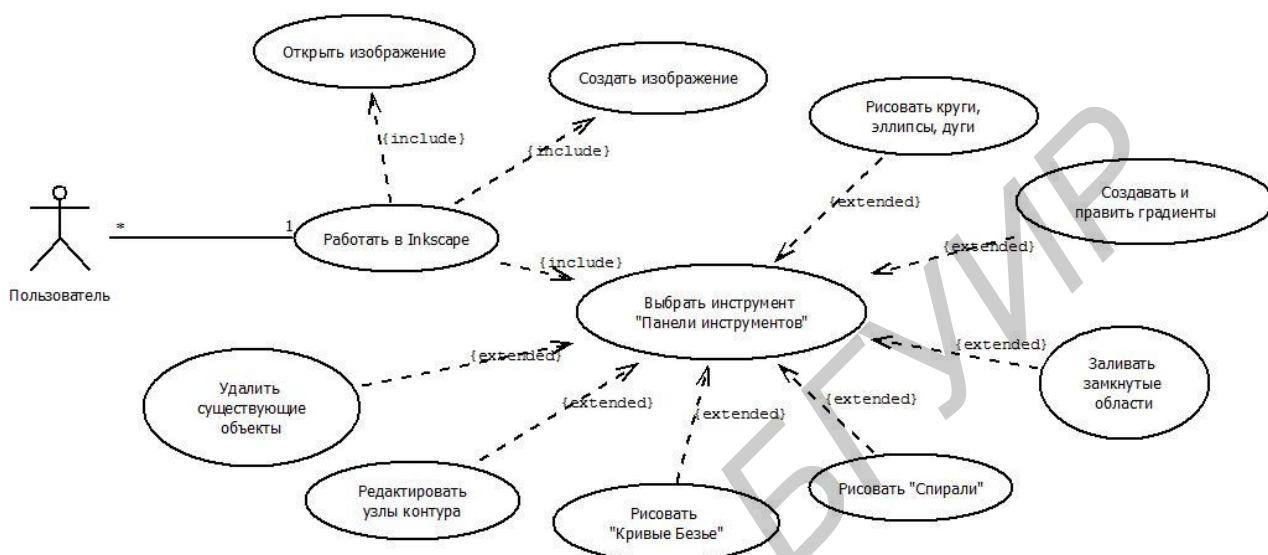 Открыть изображение
Создать изображение
Рисовать круги,
эллипсы, дуги
{include}
{include}
{extended}
Создавать и
править градиенты
*
1
Работать в Inkscape
{extended}
{include}
Пользователь
Выбрать инструмент
"Панели инструментов"
{extended}
{extended}
Удалить
существующие
объекты
Заливать
замкнутые
области
{extended}
{extended}
{extended}
Редактировать
узлы контура
Рисовать
"Кривые Безье"
Рисовать "Спирали"
БГУИР